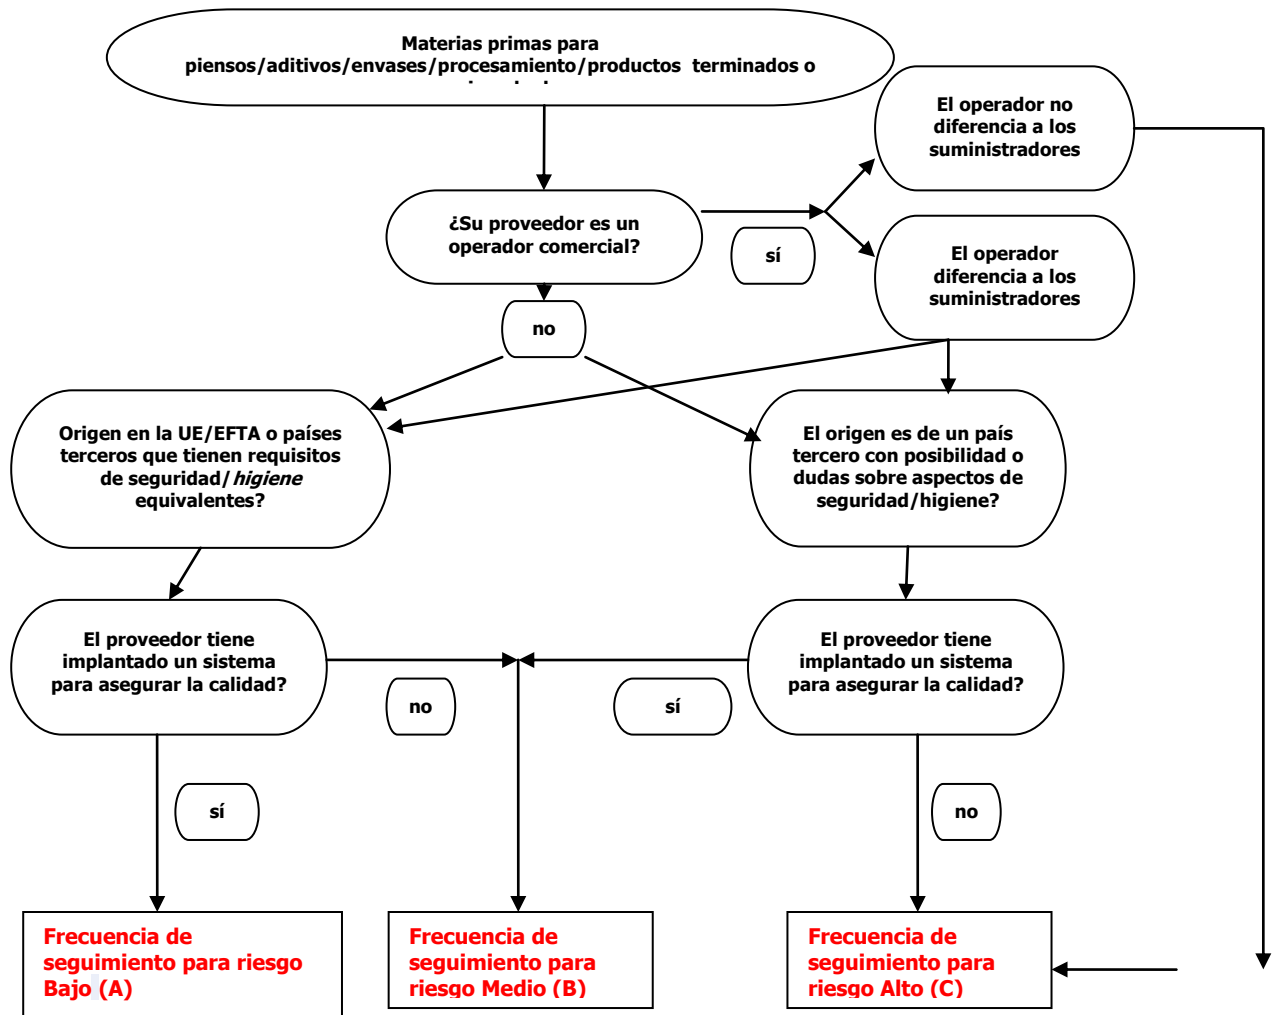 Materias primas para
piensos/aditivos/envases/procesamiento/productos terminados o
El operador no
diferencia a los
suministradores
¿Su proveedor es un
operador comercial?
sí
El operador
diferencia a los
suministradores
no
Origen en la UE/EFTA o países
terceros que tienen requisitos
de seguridad/higiene
equivalentes?
El origen es de un país
tercero con posibilidad o
dudas sobre aspectos de
seguridad/higiene?
El proveedor tiene
implantado un sistema
para asegurar la calidad?
no
sí
El proveedor tiene
implantado un sistema
para asegurar la calidad?
sí
no
Frecuencia de
seguimiento para riesgo
Bajo (A)
Frecuencia de
seguimiento para
riesgo Medio (B)
Frecuencia de
seguimiento para
riesgo Alto (C)